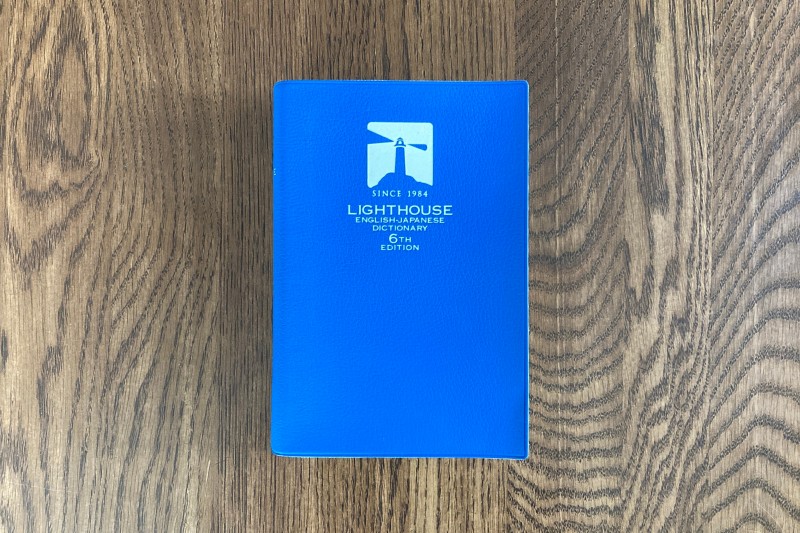 SINCE 1984
LIGHTHOUSE
ENGLISH-JAPANESE
DICTIONARY
6TH
EDITION